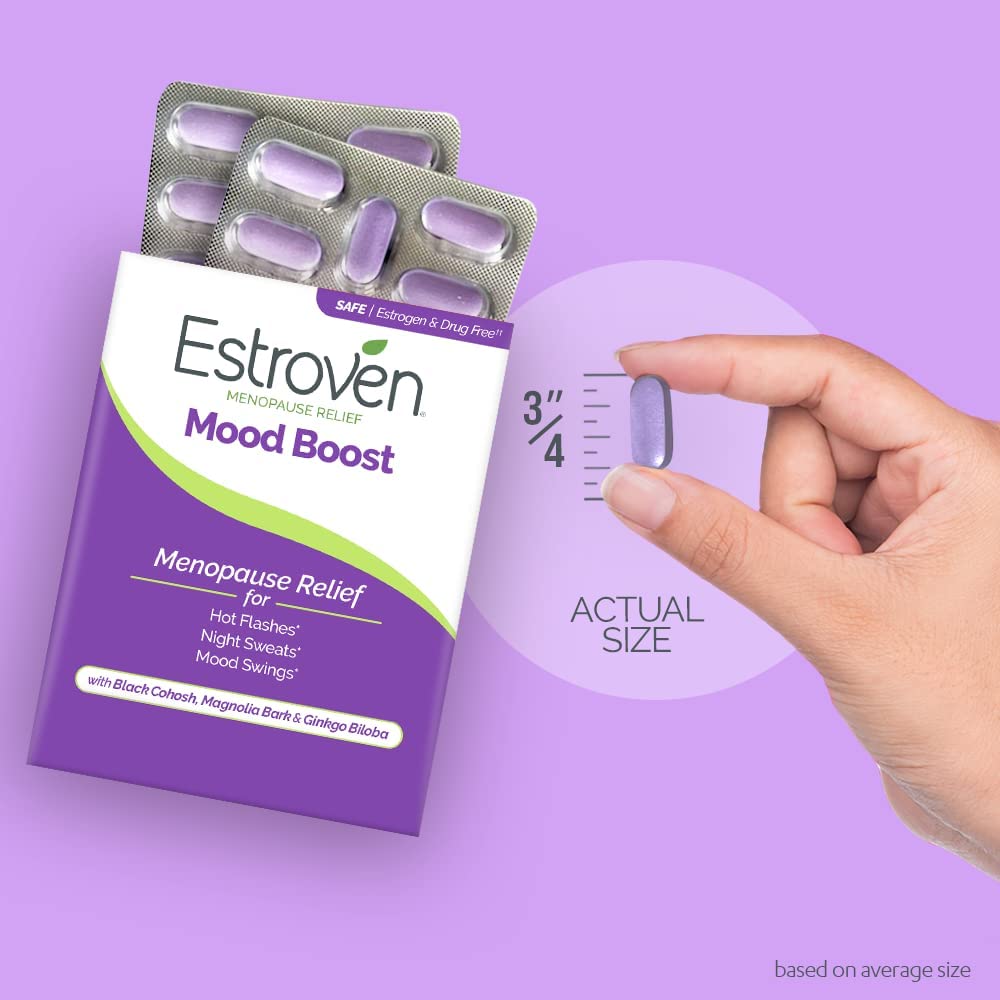 SAFE / Estrogen & Drug Free††
Estroven®
MENOPAUSE RELIEF
Mood Boost
Menopause Relief
for
Hot Flashes*
Night Sweats*
Mood Swings*
with Black Cohosh, Magnolia Bark & Ginkgo Biloba
3/4"
ACTUAL
SIZE
based on average size